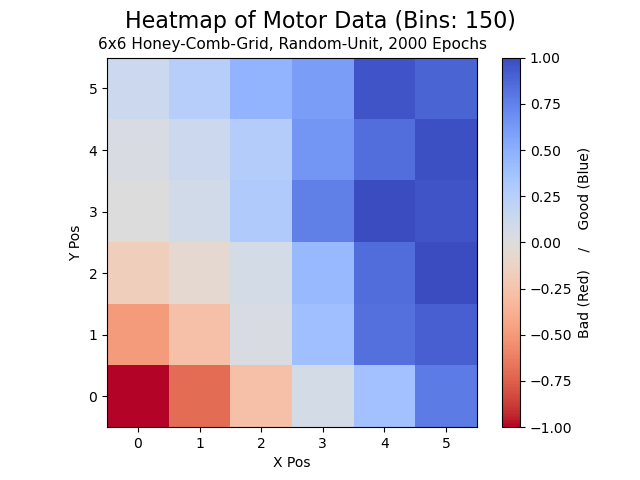 Heatmap of Motor Data (Bins: 150)
6x6 Honey-Comb-Grid, Random-Unit, 2000 Epochs
5
4
3
2
1
0
Y Pos
0 1 2 3 4 5
X Pos
1.00
0.75
0.50
0.25
0.00
−0.25
−0.50
−0.75
−1.00
Bad (Red) / Good (Blue)